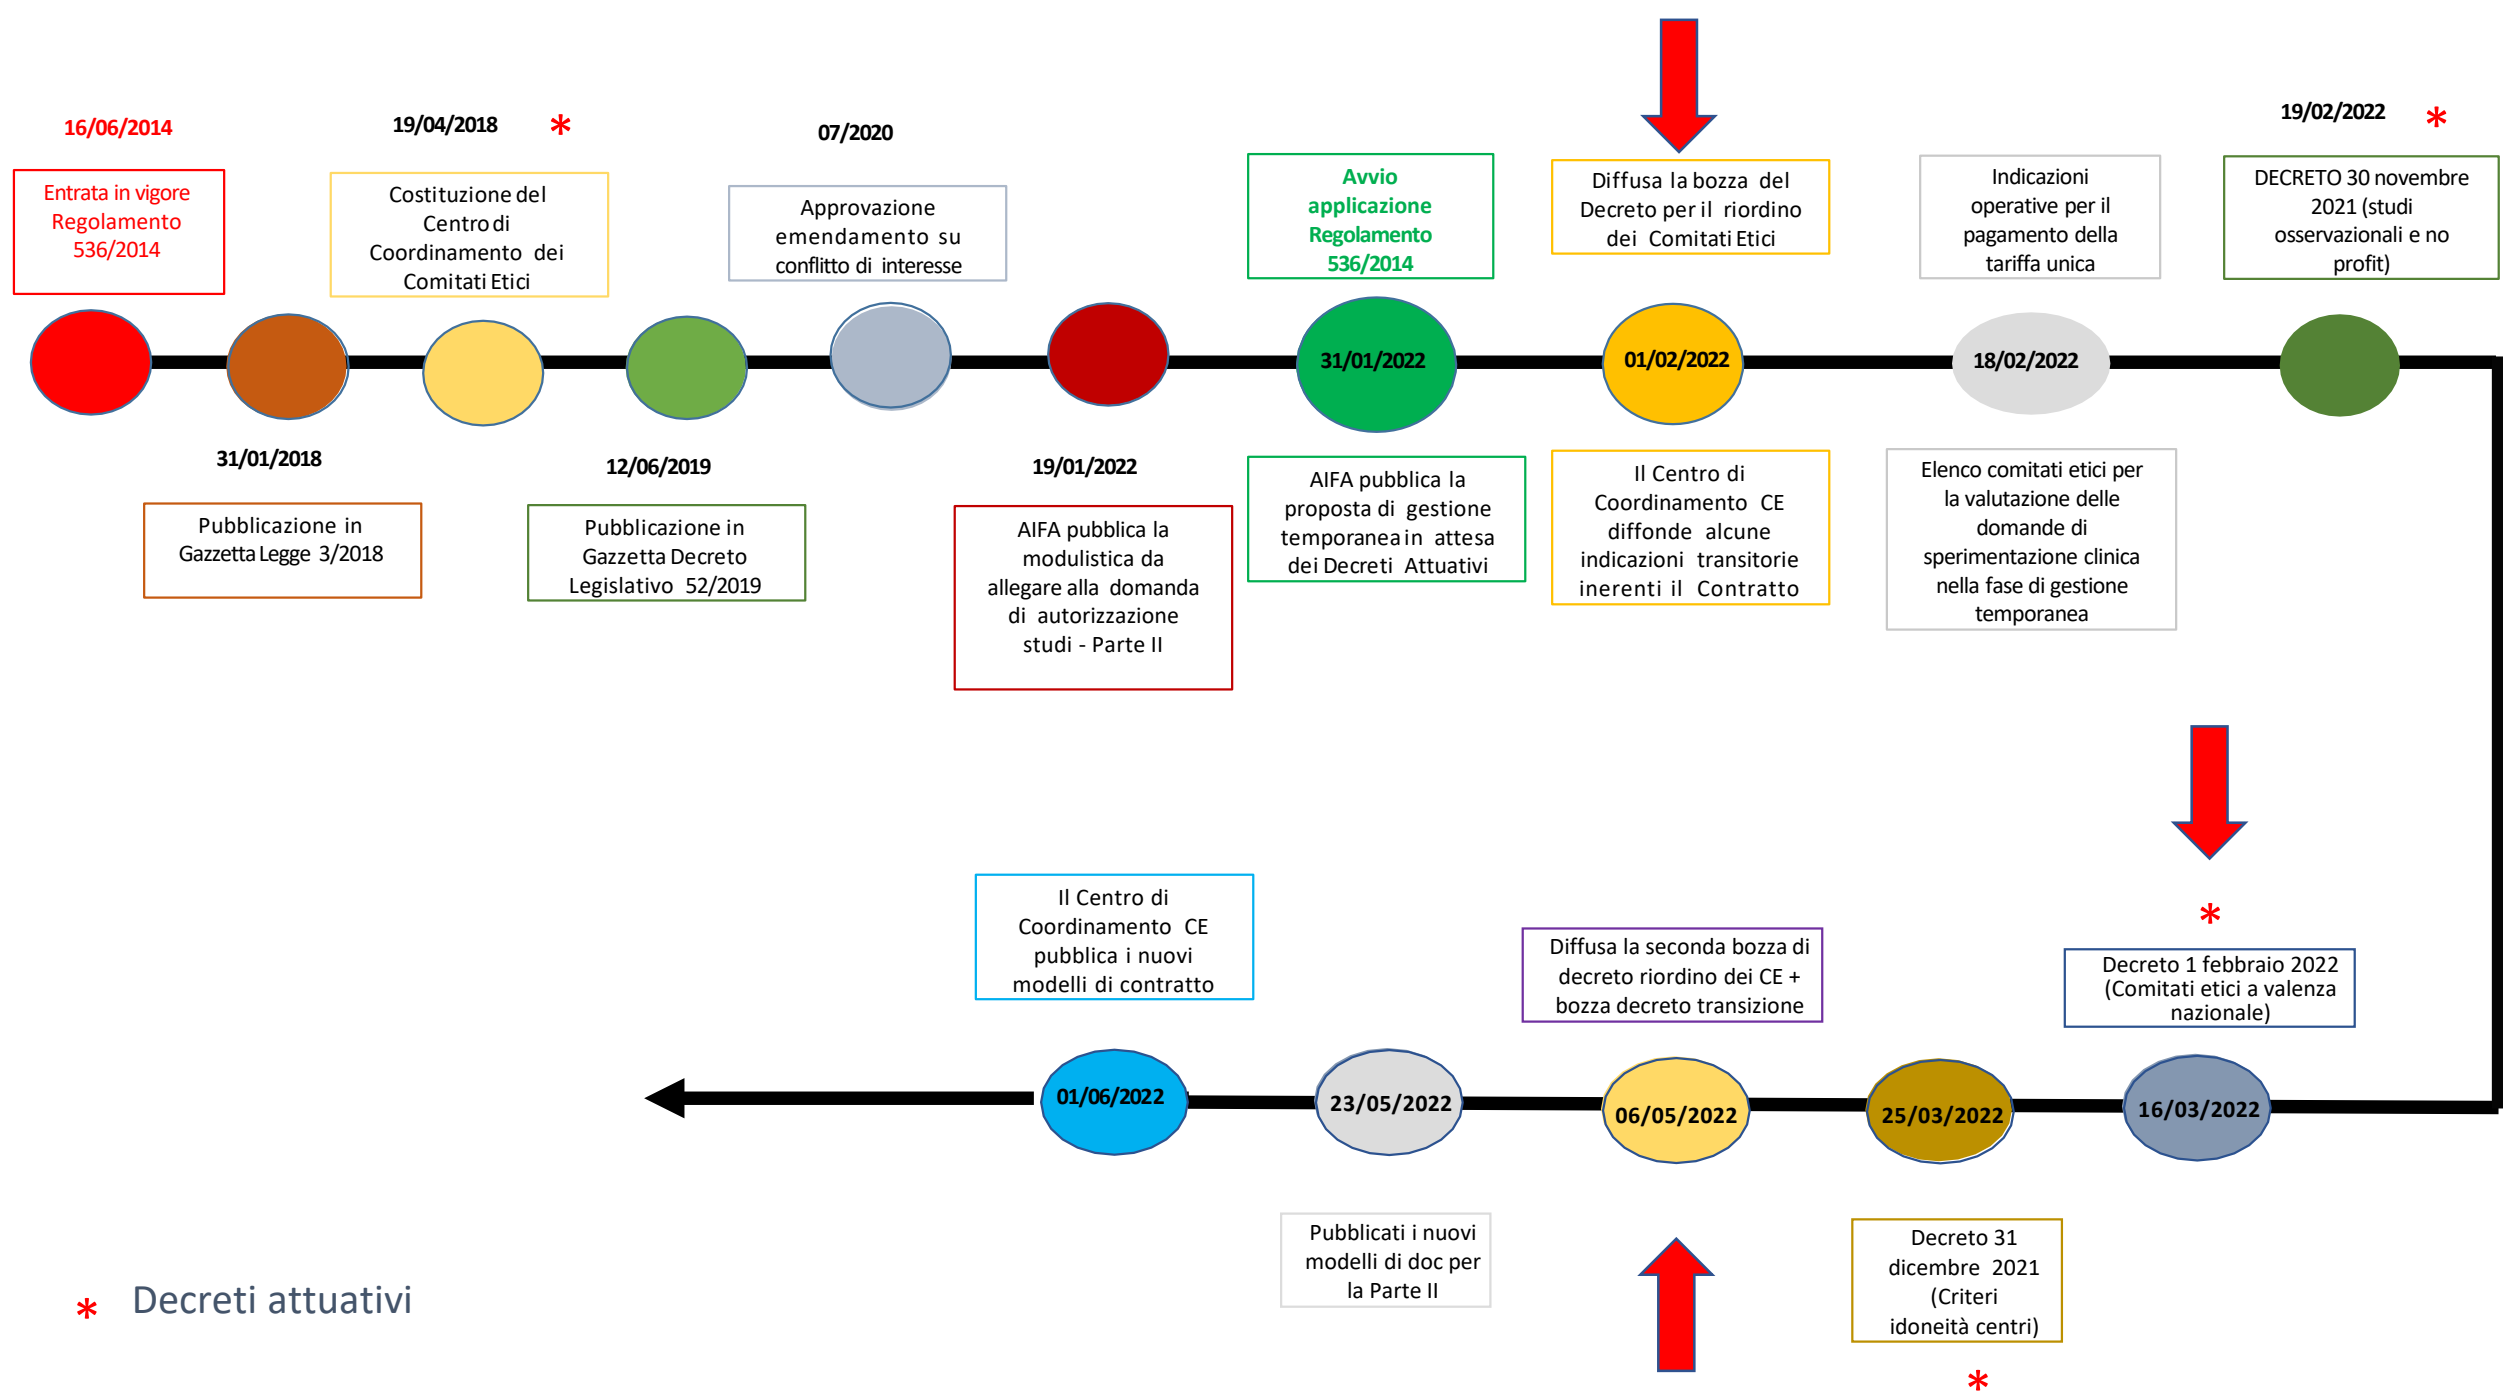 16/06/2014
Entrata in vigore
Regolamento
536/2014
31/01/2018
Pubblicazione in
Gazzetta Legge 3/2018
19/04/2018 *
Costituzione del
Centro di
Coordinamento dei
Comitati Etici
12/06/2019
Pubblicazione in
Gazzetta Decreto
Legislativo 52/2019
07/2020
Approvazione
emendamento su
conflitto di interesse
19/01/2022
AIFA pubblica la
modulistica da
allegare alla domanda
di autorizzazione
studi - Parte II
Avvio
applicazione
Regolamento
536/2014
31/01/2022
AIFA pubblica la
proposta di gestione
temporanea in attesa
dei Decreti Attuativi
Diffusa la bozza del
Decreto per il riordino
dei Comitati Etici
01/02/2022
Il Centro di
Coordinamento CE
diffonde alcune
indicazioni transitorie
inerenti il Contratto
Indicazioni
operative per il
pagamento della
tariffa unica
18/02/2022
Elenco comitati etici per
la valutazione delle
domande di
sperimentazione clinica
nella fase di gestione
temporanea
19/02/2022 *
DECRETO 30 novembre
2021 (studi
osservazionali e no
profit)
*
Decreto 1 febbraio 2022
(Comitati etici a valenza
nazionale)
16/03/2022
25/03/2022
Decreto 31
dicembre 2021
(Criteri
idoneità centri)
*
Diffusa la seconda bozza di
decreto riordino dei CE +
bozza decreto transizione
06/05/2022
23/05/2022
Pubblicati i nuovi
modelli di doc per
la Parte II
Il Centro di
Coordinamento CE
pubblica i nuovi
modelli di contratto
01/06/2022
* Decreti attuativi